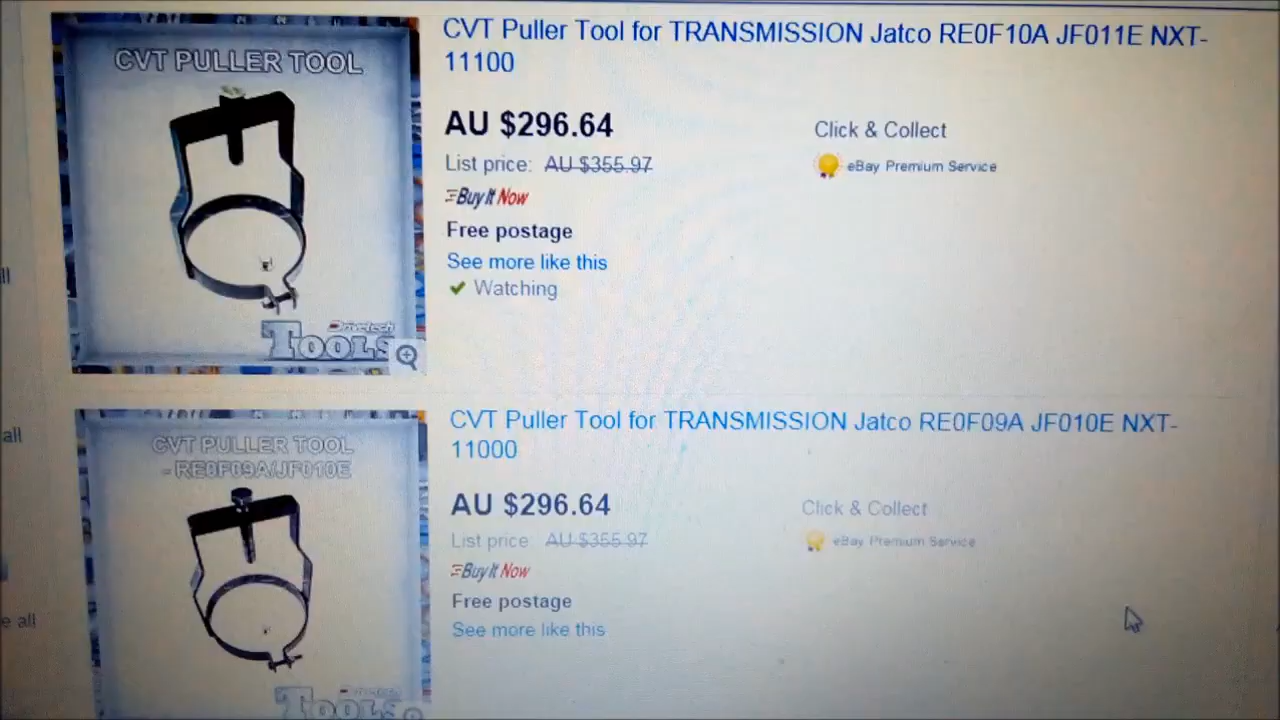 CVT PULLER TOOL
Drivetech
TOOLS
CVT Puller Tool for TRANSMISSION Jatco RE0F10A JF011E NXT-
11100
AU $296.64
List price: AU $355.97
Buy It Now
Free postage
See more like this
Watching
Click & Collect
eBay Premium Service
all
CVT PULLER TOOL
- RE0F09A/JF010E
Drivetech
TOOLS
CVT Puller Tool for TRANSMISSION Jatco RE0F09A JF010E NXT-
11000
AU $296.64
List price: AU $355.97
Buy It Now
Free postage
See more like this
Click & Collect
eBay Premium Service
e all